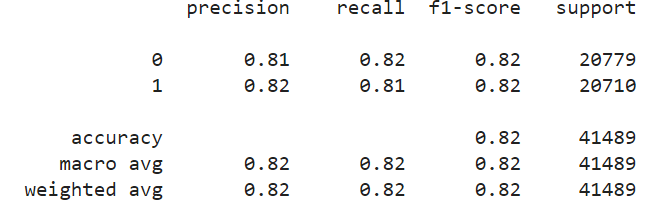 precision recall f1-score support
0 0.81 0.82 0.82 20779
1 0.82 0.81 0.82 20710
accuracy 0.82 41489
macro avg 0.82 0.82 0.82 41489
weighted avg 0.82 0.82 0.82 41489